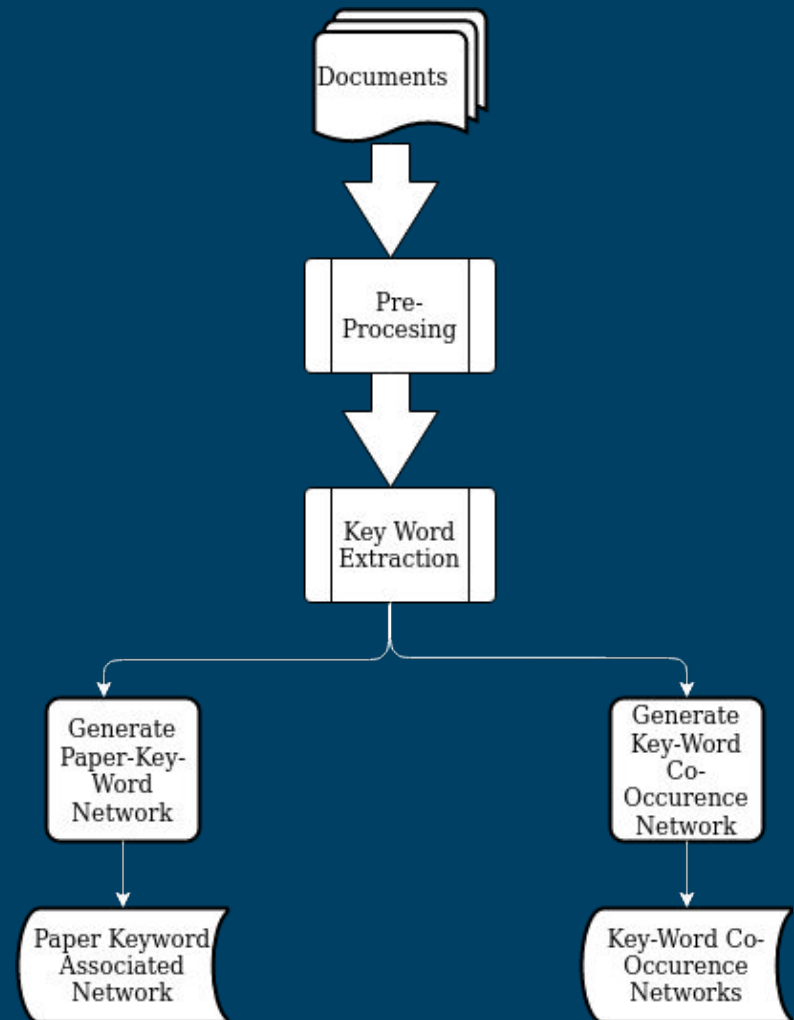 Documents
Pre-
Procesing
Key Word
Extraction
Generate
Paper-Key-
Word
Network
Generate
Key-Word
Co-
Occurence
Network
Paper Keyword
Associated
Network
Key-Word Co-
Occurence
Networks